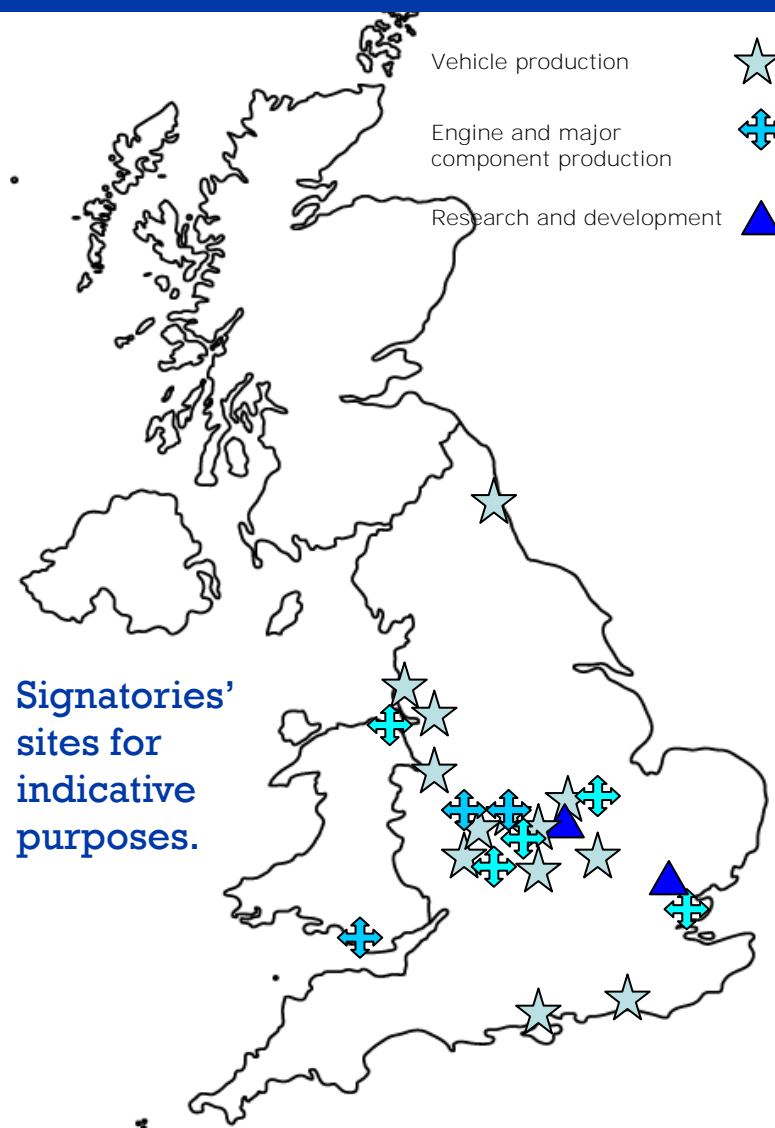 Vehicle production
Engine and major
component production
Research and development
Signatories’
sites for
indicative
purposes.